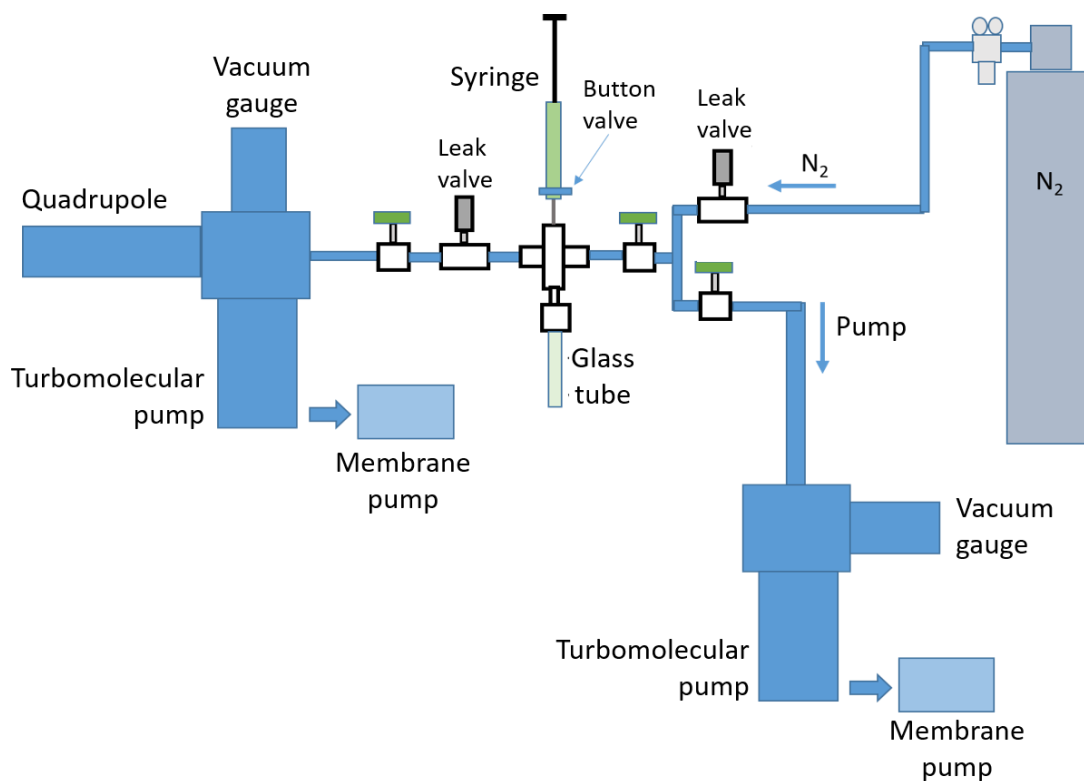 Vacuum
gauge
Syringe
Button
valve
Leak
valve
Leak
valve
N₂
N₂
Quadrupole
Pump
Glass
tube
Turbomolecular
pump
Membrane
pump
Vacuum
gauge
Turbomolecular
pump
Membrane
pump